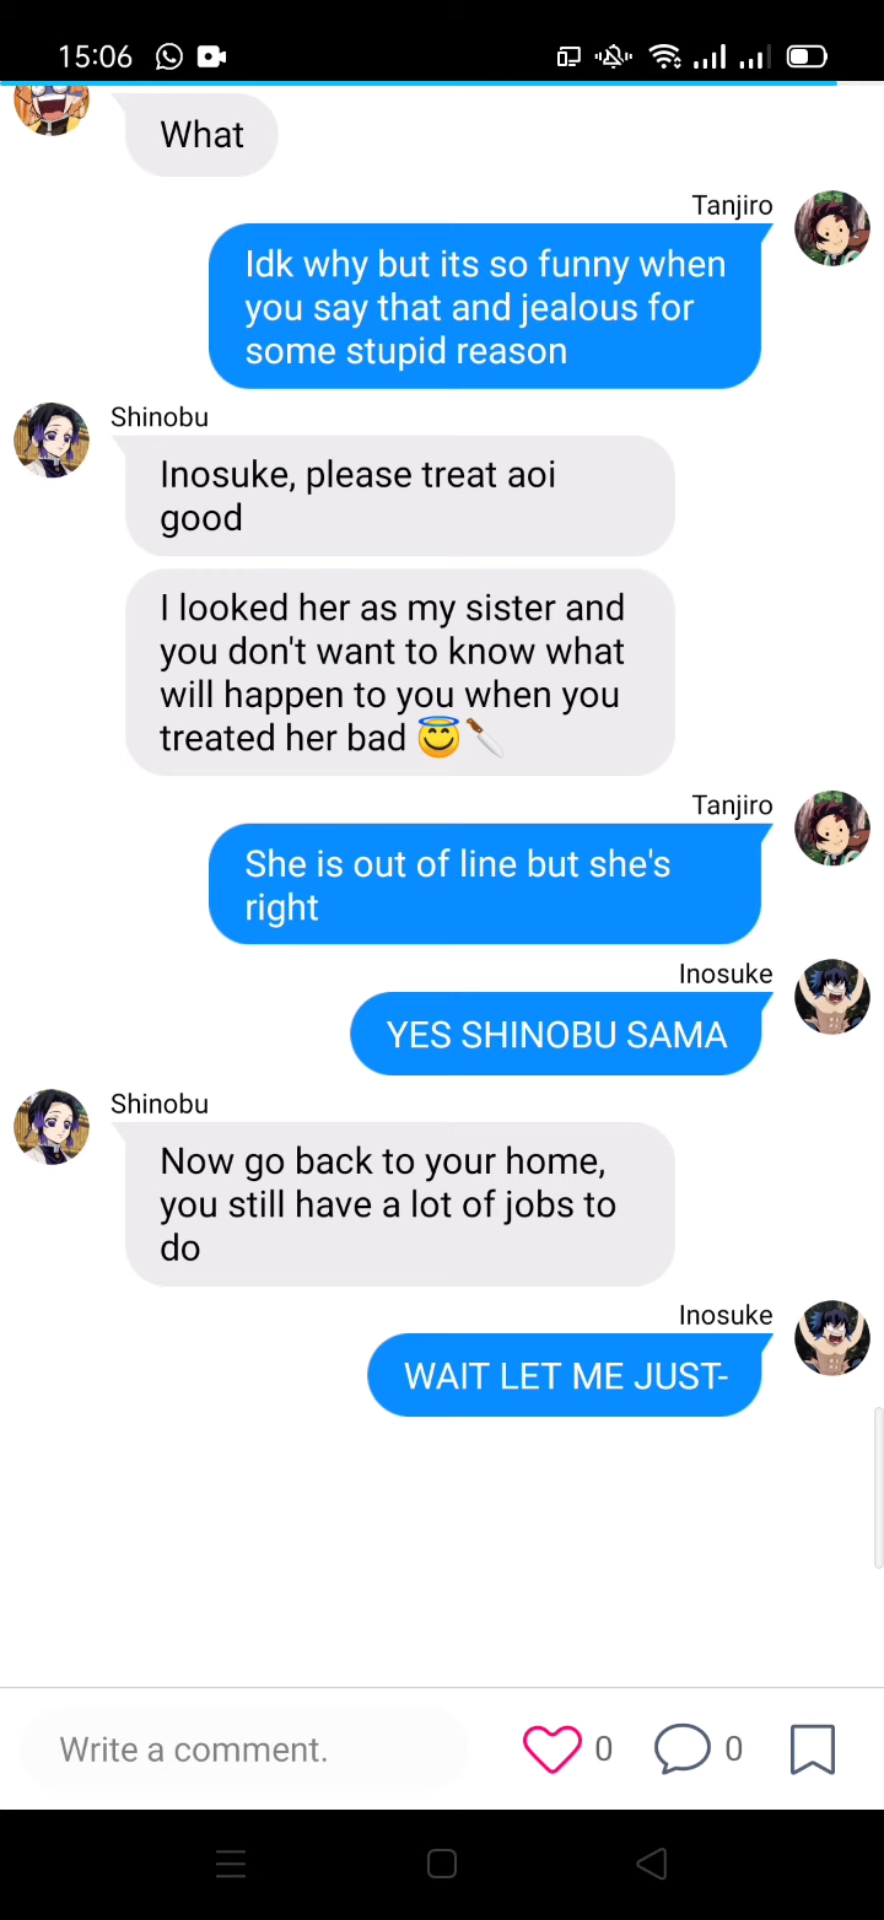 15:06
What
Tanjiro
Idk why but its so funny when
you say that and jealous for
some stupid reason
Shinobu
Inosuke, please treat aoi
good
I looked her as my sister and
you don't want to know what
will happen to you when you
treated her bad 😇🔪
Tanjiro
She is out of line but she's
right
Inosuke
YES SHINOBU SAMA
Shinobu
Now go back to your home,
you still have a lot of jobs to
do
Inosuke
WAIT LET ME JUST-
Write a comment.
0
0